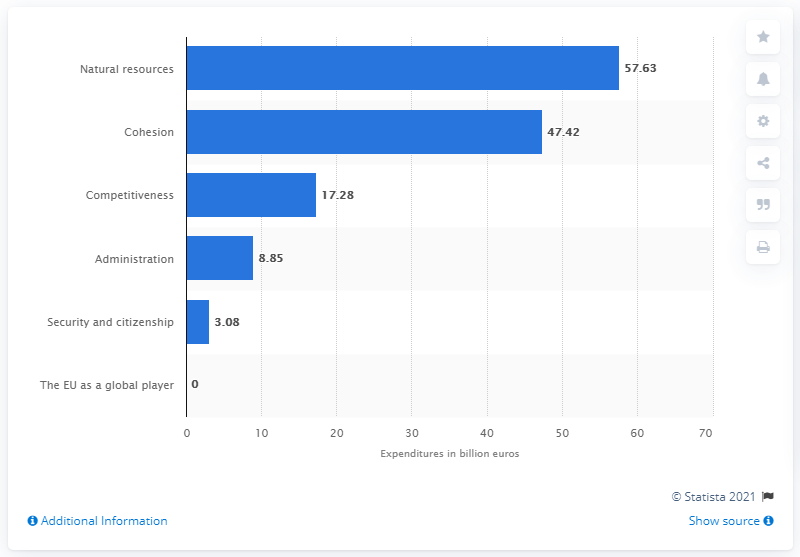 Natural resources 57.63
Cohesion 47.42
Competitiveness 17.28
Administration 8.85
Security and citizenship 3.08
The EU as a global player 0
0 10 20 30 40 50 60 70
Expenditures in billion euros
© Statista 2021
Additional Information Show source